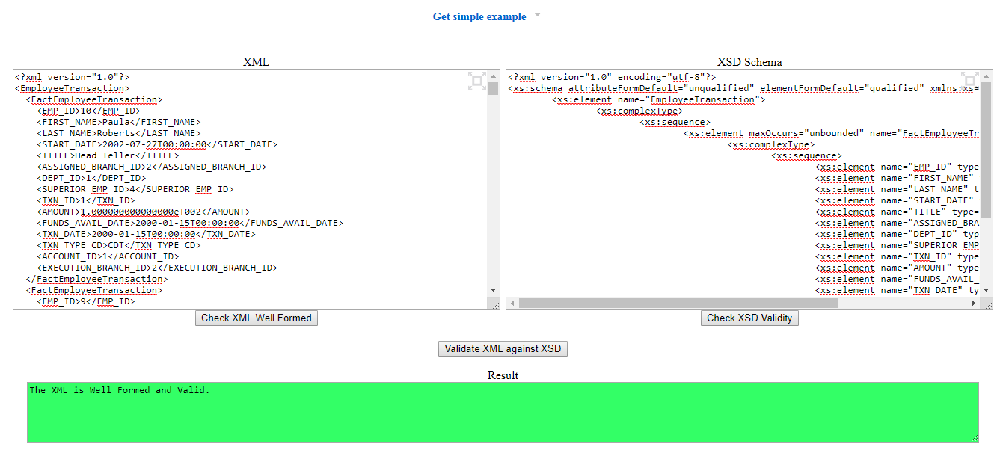 Get simple example
XML
<?xml version="1.0"?>
<EmployeeTransaction>
<FactEmployeeTransaction>
<EMP_ID>10</EMP_ID>
<FIRST_NAME>Paula</FIRST_NAME>
<LAST_NAME>Roberts</LAST_NAME>
<START_DATE>2002-07-27T00:00:00</START_DATE>
<TITLE>Head Teller</TITLE>
<ASSIGNED_BRANCH_ID>2</ASSIGNED_BRANCH_ID>
<DEPT_ID>1</DEPT_ID>
<SUPERIOR_EMP_ID>4</SUPERIOR_EMP_ID>
<TXN_ID>1</TXN_ID>
<AMOUNT>1.000000000000000e+002</AMOUNT>
<FUNDS_AVAIL_DATE>2000-01-15T00:00:00</FUNDS_AVAIL_DATE>
<TXN_DATE>2000-01-15T00:00:00</TXN_DATE>
<TXN_TYPE_CD>CDT</TXN_TYPE_CD>
<ACCOUNT_ID>1</ACCOUNT_ID>
<EXECUTION_BRANCH_ID>2</EXECUTION_BRANCH_ID>
</FactEmployeeTransaction>
<FactEmployeeTransaction>
<EMP_ID>9</EMP_ID>
Check XML Well Formed
XSD Schema
<?xml version="1.0" encoding="utf-8"?>
<xs:schema attributeFormDefault="unqualified" elementFormDefault="qualified" xmlns:xs=
<xs:element name="EmployeeTransaction">
<xs:complexType>
<xs:sequence>
<xs:element maxOccurs="unbounded" name="FactEmployeeTr
<xs:complexType>
<xs:sequence>
<xs:element name="EMP_ID" type
<xs:element name="FIRST_NAME"
<xs:element name="LAST_NAME" t
<xs:element name="START_DATE"
<xs:element name="TITLE" type=
<xs:element name="ASSIGNED_BRA
<xs:element name="DEPT_ID" typ
<xs:element name="SUPERIOR_EMP
<xs:element name="TXN_ID" type
<xs:element name="AMOUNT" type
<xs:element name="FUNDS_AVAIL_
<xs:element name="TXN_DATE" ty
Check XSD Validity
Validate XML against XSD
Result
The XML is Well Formed and Valid.